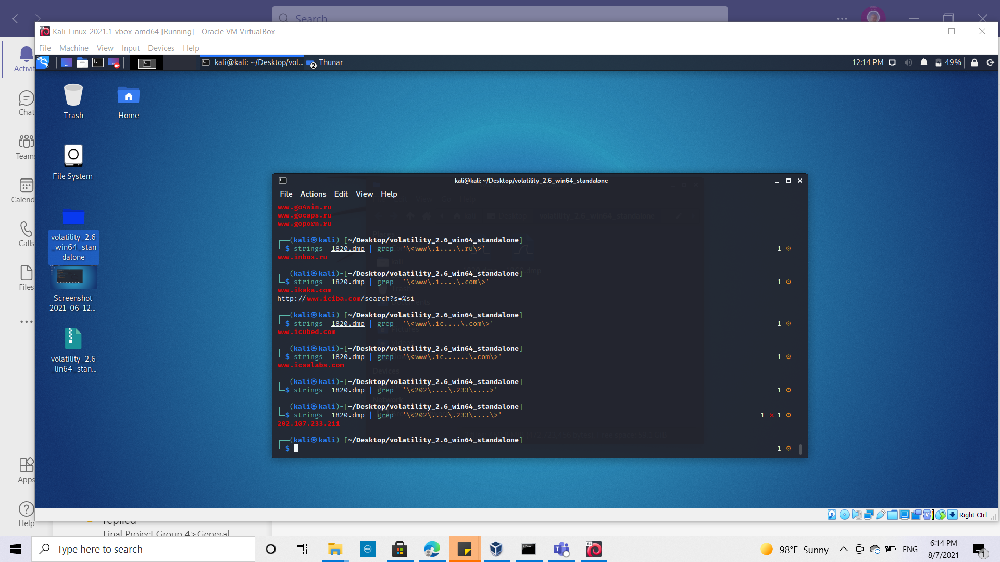 Search
Kali-Linux-2021.1-vbox-amd64 [Running] - Oracle VM VirtualBox
File Machine View Input Devices Help
kali@kali: ~/Desktop/vol... 2 Thunar 12:14 PM 49%
Activit
Chat
Teams
Calend
Calls
Files
Apps
Help
Trash
Home
File System
volatility_2.6
_win64_stan
dalone
Screenshot
2021-06-12...
volatility_2.6
_lin64_stan...
kali@kali: ~/Desktop/volatility_2.6_win64_standalone
File Actions Edit View Help
www.go4win.ru
www.gocaps.ru
www.goporn.ru
┌──(kali㉿kali)-[~/Desktop/volatility_2.6_win64_standalone]
└─$ strings 1820.dmp | grep '\<www\.i....\.ru\>' 1 ⚙
www.inbox.ru
┌──(kali㉿kali)-[~/Desktop/volatility_2.6_win64_standalone]
└─$ strings 1820.dmp | grep '\<www\.i....\.com\>' 1 ⚙
www.ikaka.com
http://www.iciba.com/search?s=%si
┌──(kali㉿kali)-[~/Desktop/volatility_2.6_win64_standalone]
└─$ strings 1820.dmp | grep '\<www\.ic....\.com\>' 1 ⚙
www.icubed.com
┌──(kali㉿kali)-[~/Desktop/volatility_2.6_win64_standalone]
└─$ strings 1820.dmp | grep '\<www\.ic......\.com\>' 1 ⚙
www.icsalabs.com
┌──(kali㉿kali)-[~/Desktop/volatility_2.6_win64_standalone]
└─$ strings 1820.dmp | grep '\<202\....\.233\....>' 1 ⚙
┌──(kali㉿kali)-[~/Desktop/volatility_2.6_win64_standalone]
└─$ strings 1820.dmp | grep '\<202\....\.233\....\>' 1 ⨯ 1 ⚙
202.107.233.211
┌──(kali㉿kali)-[~/Desktop/volatility_2.6_win64_standalone]
└─$ 1 ⚙
Right Ctrl
replied
Final Project Group 4 > General
Type here to search
98°F Sunny
ENG
6:14 PM
8/7/2021
1